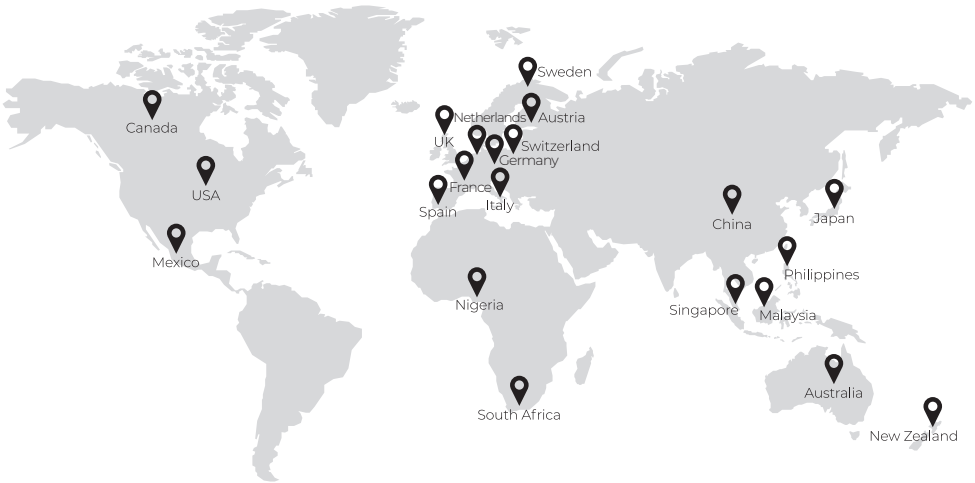 Sweden
Netherlands
Austria
Canada
UK
Switzerland
Germany
France
USA
Italy
Spain
Japan
China
Mexico
Philippines
Nigeria
Singapore
Malaysia
Australia
South Africa
New Zealand